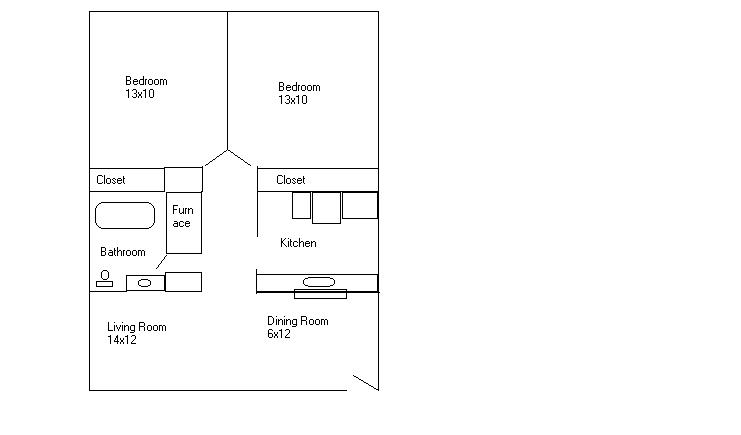 Bedroom
13x10
Bedroom
13x10
Closet
Closet
Furn
ace
Kitchen
Bathroom
Living Room
14x12
Dining Room
6x12